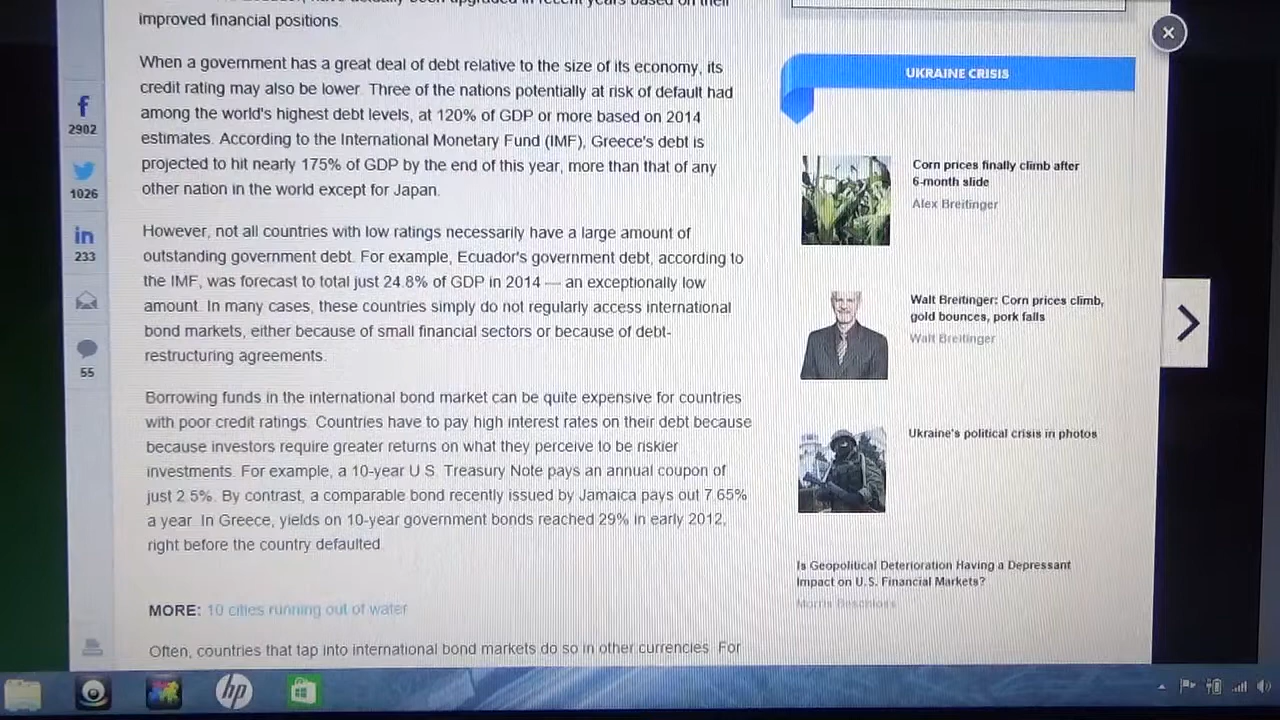 improved financial positions.
When a government has a great deal of debt relative to the size of its economy, its
credit rating may also be lower. Three of the nations potentially at risk of default had
among the world's highest debt levels, at 120% of GDP or more based on 2014
estimates. According to the International Monetary Fund (IMF), Greece's debt is
projected to hit nearly 175% of GDP by the end of this year, more than that of any
other nation in the world except for Japan.
However, not all countries with low ratings necessarily have a large amount of
outstanding government debt. For example, Ecuador's government debt, according to
the IMF, was forecast to total just 24.8% of GDP in 2014 — an exceptionally low
amount. In many cases, these countries simply do not regularly access international
bond markets, either because of small financial sectors or because of debt-
restructuring agreements.
Borrowing funds in the international bond market can be quite expensive for countries
with poor credit ratings. Countries have to pay high interest rates on their debt because
because investors require greater returns on what they perceive to be riskier
investments. For example, a 10-year U.S. Treasury Note pays an annual coupon of
just 2.5%. By contrast, a comparable bond recently issued by Jamaica pays out 7.65%
a year. In Greece, yields on 10-year government bonds reached 29% in early 2012,
right before the country defaulted.
MORE: 10 cities running out of water
Often, countries that tap into international bond markets do so in other currencies. For
f
2902
1026
in
233
55
UKRAINE CRISIS
Corn prices finally climb after
6-month slide
Alex Breitinger
Walt Breitinger: Corn prices climb,
gold bounces, pork falls
Walt Breitinger
Ukraine's political crisis in photos
Is Geopolitical Deterioration Having a Depressant
Impact on U.S. Financial Markets?
Morris Beschloss
hp